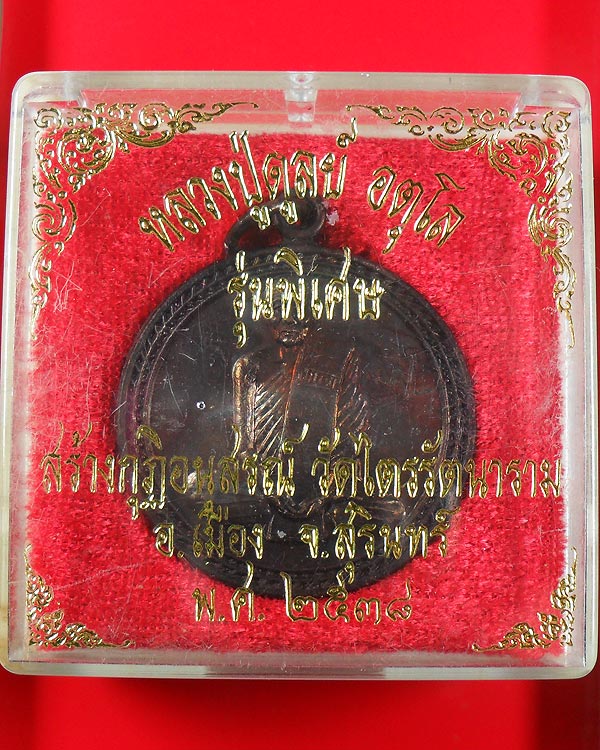 หลวงปู่ดูลย์ อตุโล
รุ่นพิเศษ
สร้างกุฏิอนุสรณ์ วัดไตรรัตนาราม
อ.เมือง จ.สุรินทร์
พ.ศ. ๒๕๓๘